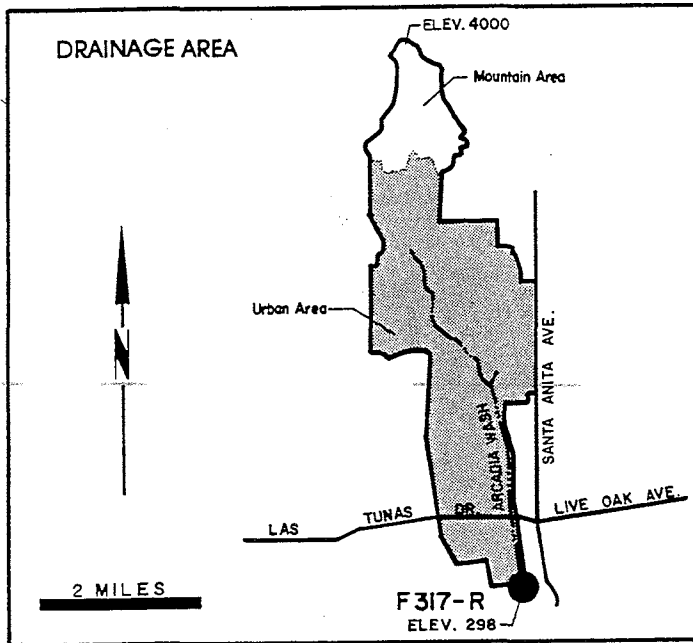 ELEV. 4000
DRAINAGE AREA
Mountain Area
N
Urban Area
SANTA ANITA AVE.
ARCADIA WASH
LAS TUNAS DR. LIVE OAK AVE.
2 MILES
F317-R
ELEV. 298